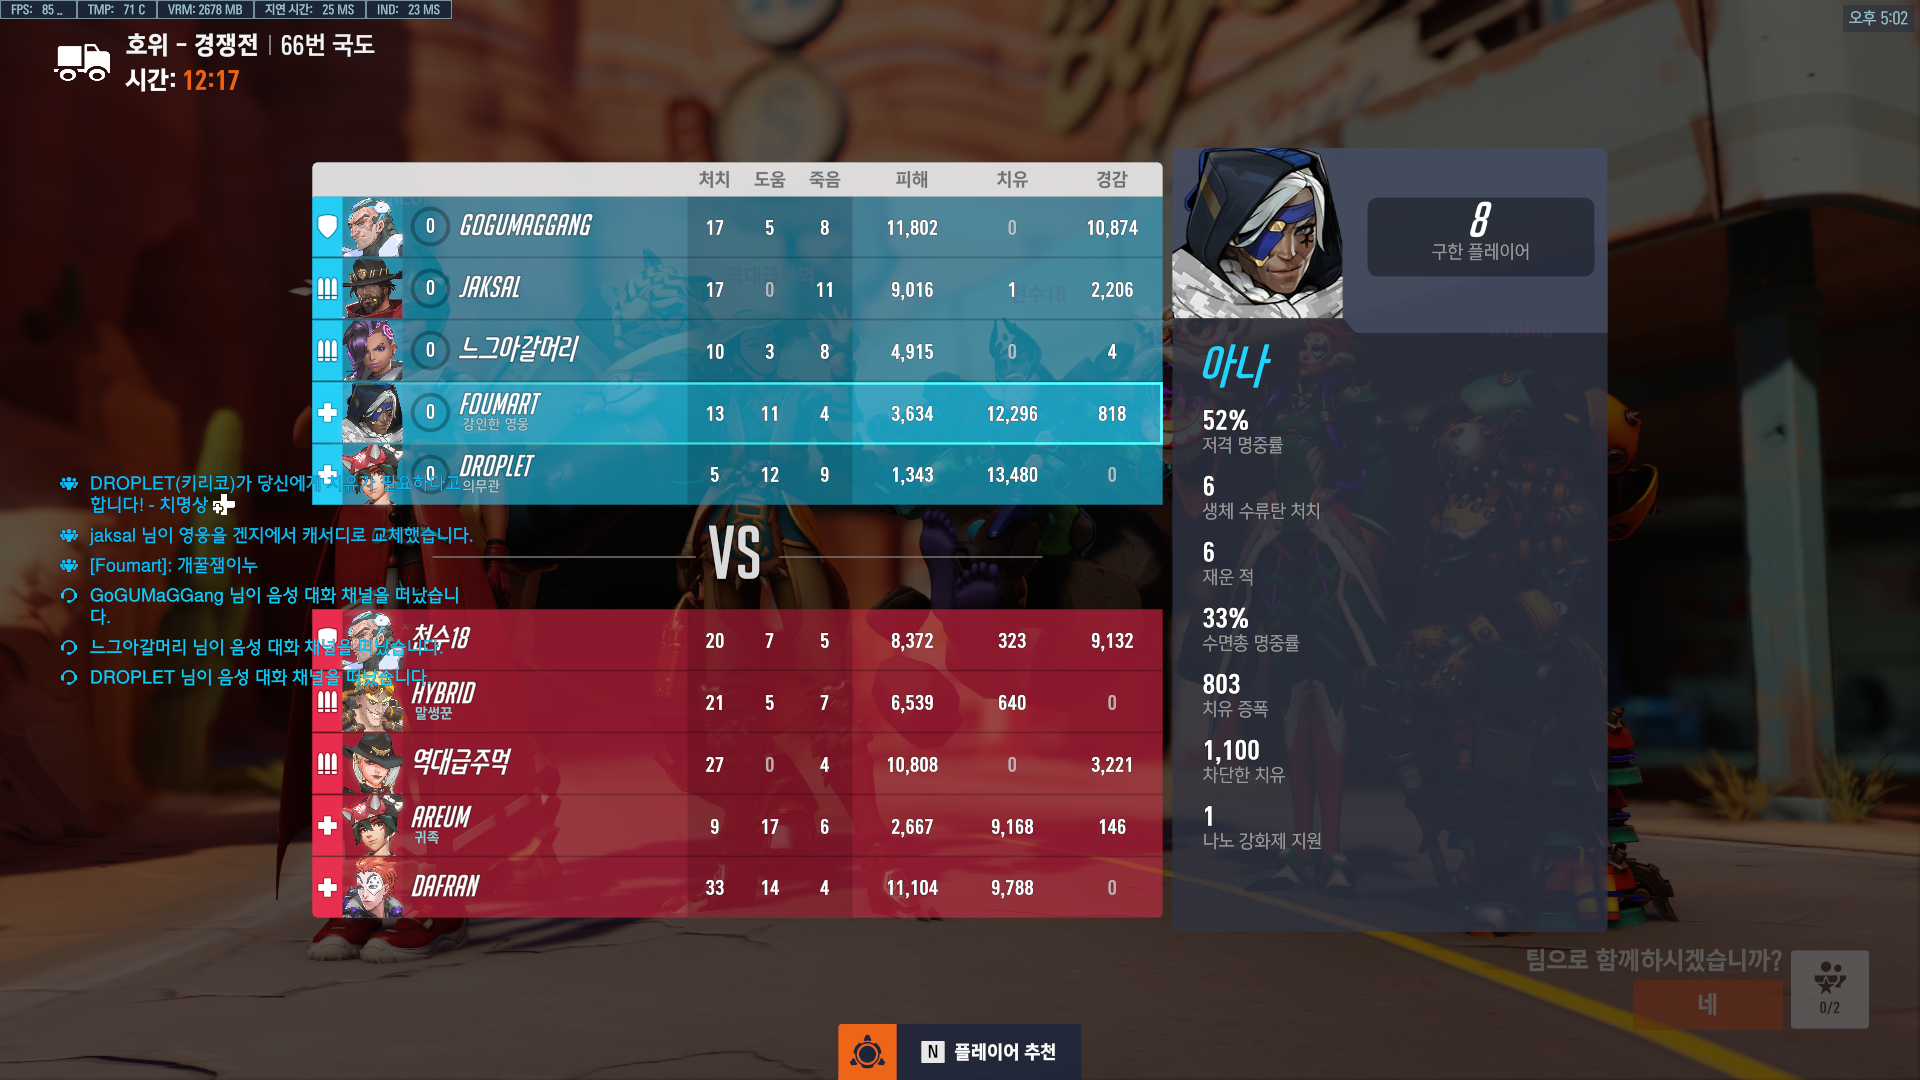 FPS: 85 .. TMP: 71 C VRM: 2678 MB 지연 시간: 25 MS IND: 23 MS
오후 5:02
호위 - 경쟁전 | 66번 국도
시간: 12:17
처치 도움 죽음 피해 치유 경감
0 GOGUMAGGANG 17 5 8 11,802 0 10,874
0 JAKSAL 17 0 11 9,016 1 2,206
0 느그아갈머리 10 3 8 4,915 0 4
0 FOUMART 13 11 4 3,634 12,296 818
강인한 영웅
0 DROPLET 5 12 9 1,343 13,480 0
의무관
VS
천수18 20 7 5 8,372 323 9,132
HYBRID 21 5 7 6,539 640 0
말썽꾼
역대급주먹 27 0 4 10,808 0 3,221
AREUM 9 17 6 2,667 9,168 146
귀족
DAFRAN 33 14 4 11,104 9,788 0
DROPLET(키리코)가 당신에게 치유가 필요하다고
합니다! - 치명상
jaksal 님이 영웅을 겐지에서 캐서디로 교체했습니다.
[Foumart]: 개꿀잼이누
GoGUMaGGang 님이 음성 대화 채널을 떠났습니
다.
느그아갈머리 님이 음성 대화 채널을 떠났습니다.
DROPLET 님이 음성 대화 채널을 떠났습니다.
8
구한 플레이어
아나
52%
저격 명중률
6
생체 수류탄 처치
6
재운 적
33%
수면총 명중률
803
치유 증폭
1,100
차단한 치유
1
나노 강화제 지원
팀으로 함께하시겠습니까?
네
0/2
N 플레이어 추천